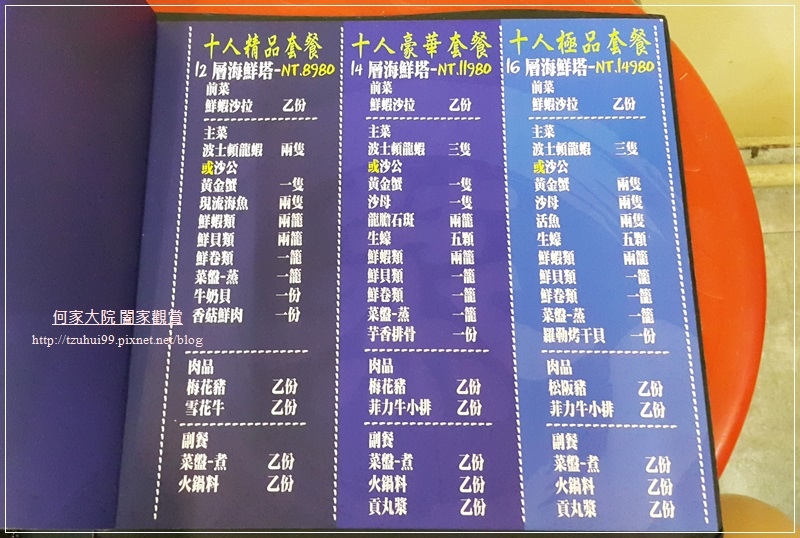 十人精品套餐
12層海鮮塔-NT.8980
前菜
鮮蝦沙拉 乙份
主菜
波士頓龍蝦 兩隻
或沙公
黃金蟹 一隻
現流海魚 一隻
鮮蝦類 兩籠
鮮貝類 兩籠
鮮卷類 一籠
菜盤-蒸 一籠
牛奶貝 一份
香菇鮮肉 一份
肉品
梅花豬 乙份
雪花牛 乙份
副餐
菜盤-煮 乙份
火鍋料 乙份
十人豪華套餐
14層海鮮塔-NT.11980
前菜
鮮蝦沙拉 乙份
主菜
波士頓龍蝦 三隻
或沙公
黃金蟹 一隻
沙母 一隻
龍膽石斑 兩籠
生蠔 五顆
鮮蝦類 兩籠
鮮貝類 一籠
鮮卷類 一籠
菜盤-蒸 一籠
芋香排骨 一份
肉品
梅花豬 乙份
菲力牛小排 乙份
副餐
菜盤-煮 乙份
火鍋料 乙份
貢丸漿 乙份
十人極品套餐
16層海鮮塔-NT.14980
前菜
鮮蝦沙拉 乙份
主菜
波士頓龍蝦 三隻
或沙公
黃金蟹 兩隻
沙母 兩隻
活魚 兩隻
生蠔 五顆
鮮蝦類 兩籠
鮮貝類 一籠
鮮卷類 一籠
菜盤-蒸 一籠
羅勒烤干貝 一份
肉品
松阪豬 乙份
菲力牛小排 乙份
副餐
菜盤-煮 乙份
火鍋料 乙份
貢丸漿 乙份
何家大院 闔家觀賞
http://tzuhui99.pixnet.net/blog